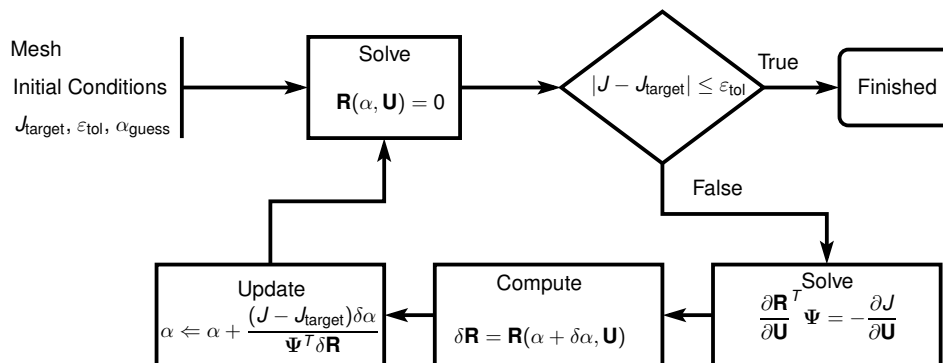 Mesh
Initial Conditions
J_target, ε_tol, α_guess
Solve
R(α, U) = 0
|J − J_target| ≤ ε_tol
True
Finished
False
Solve
∂R/∂U^T Ψ = −∂J/∂U
Compute
δR = R(α + δα, U)
Update
α ⇐ α + (J − J_target)δα / Ψ^T δR